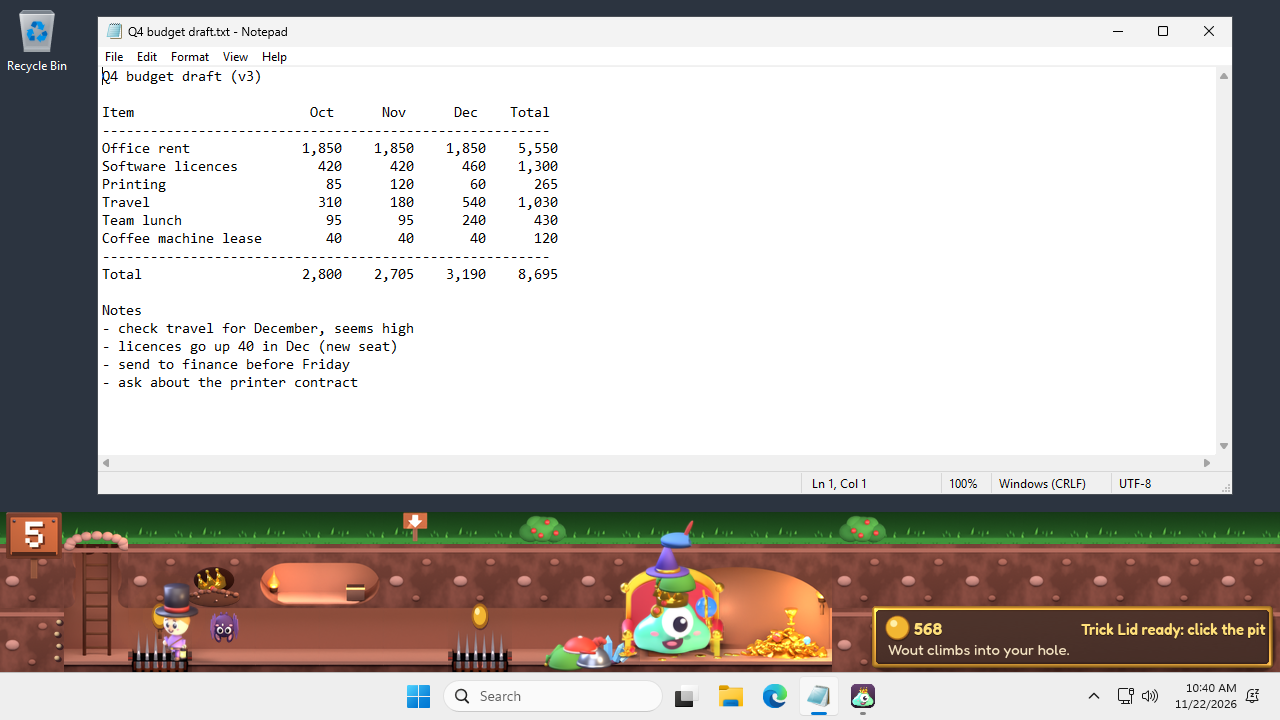 Recycle Bin
Q4 budget draft.txt - Notepad
File Edit Format View Help
Q4 budget draft (v3)
Item Oct Nov Dec Total
--------------------------------------------------------
Office rent 1,850 1,850 1,850 5,550
Software licences 420 420 460 1,300
Printing 85 120 60 265
Travel 310 180 540 1,030
Team lunch 95 95 240 430
Coffee machine lease 40 40 40 120
--------------------------------------------------------
Total 2,800 2,705 3,190 8,695
Notes
- check travel for December, seems high
- licences go up 40 in Dec (new seat)
- send to finance before Friday
- ask about the printer contract
Ln 1, Col 1 100% Windows (CRLF) UTF-8
5
568 Trick Lid ready: click the pit
Wout climbs into your hole.
Search
10:40 AM
11/22/2026